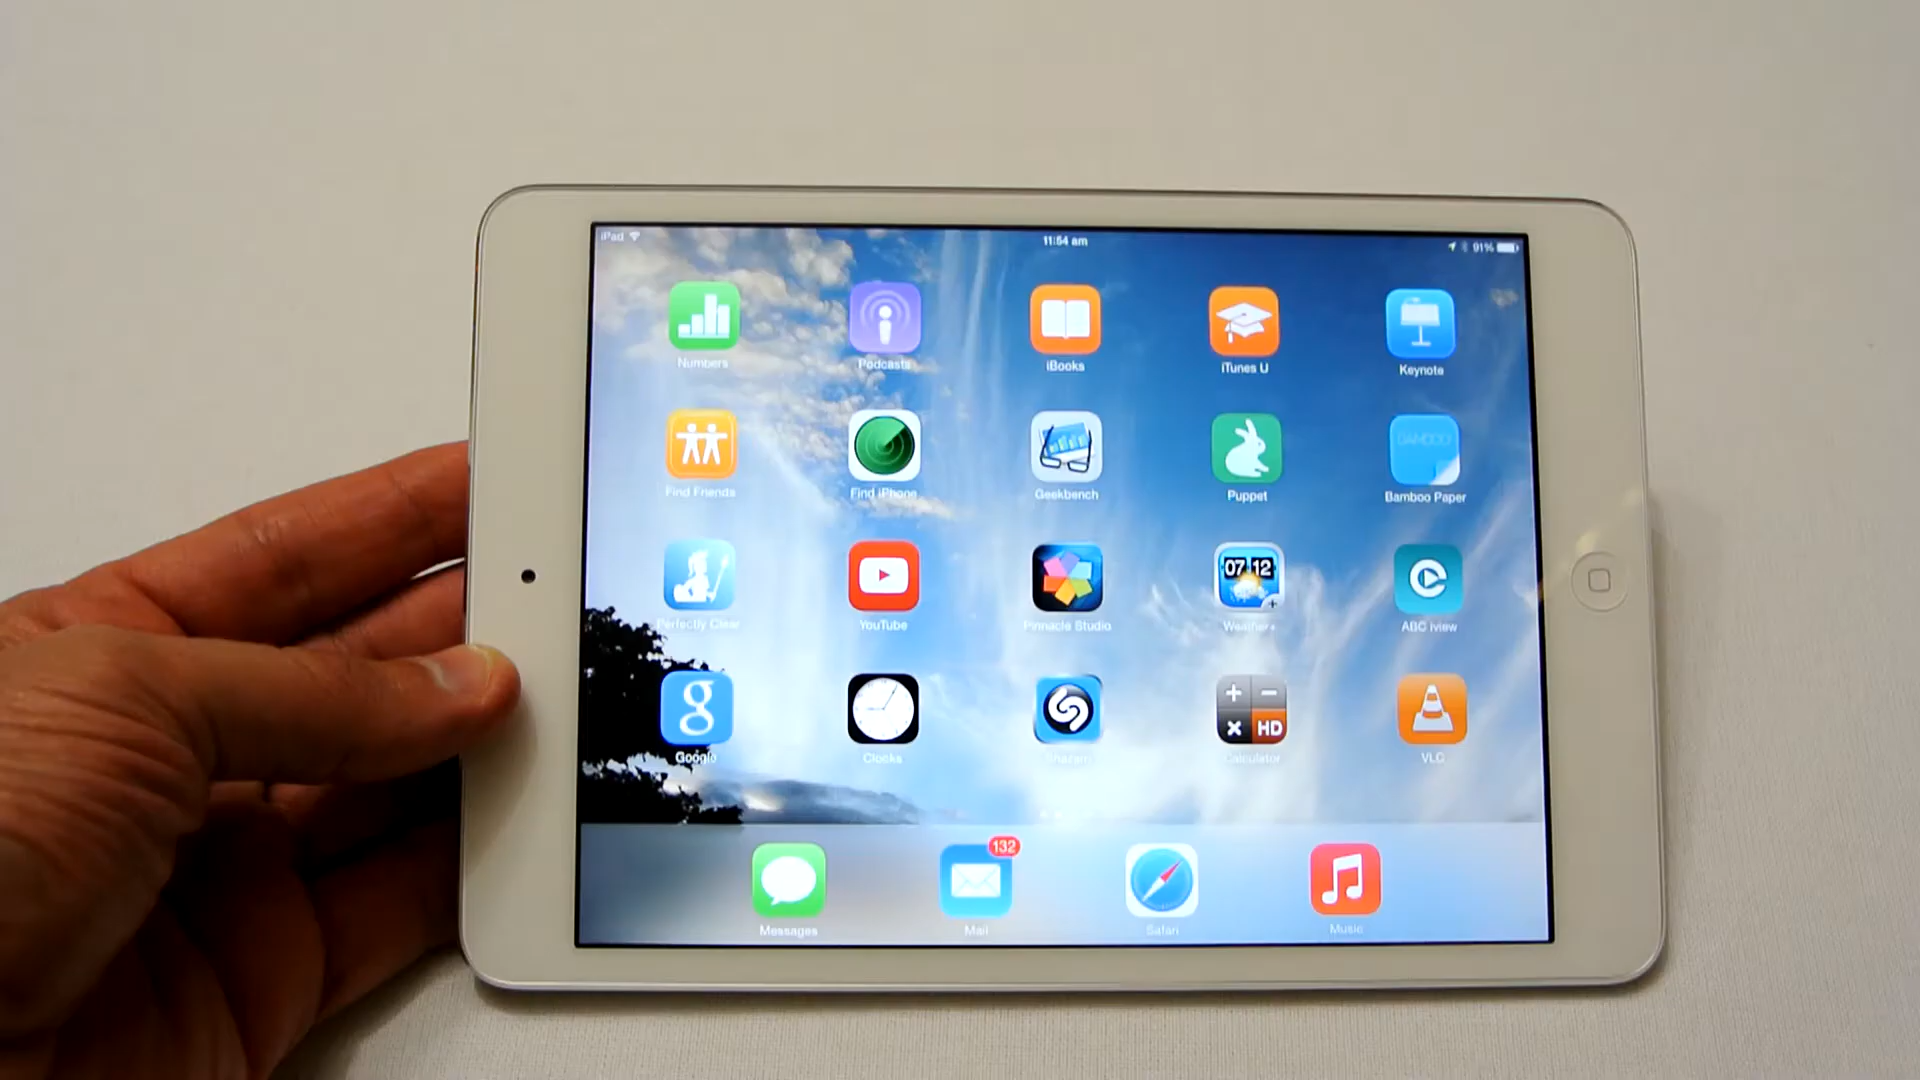 iPad 11:54 am 91%
Numbers Podcasts iBooks iTunes U Keynote
Find Friends Find iPhone Geekbench Puppet BAMBOO Bamboo Paper
07 12
Perfectly Clear YouTube Pinnacle Studio Weather+ ABC iview
g + − x HD
Google Clocks Shazam Calculator VLC
132
Messages Mail Safari Music